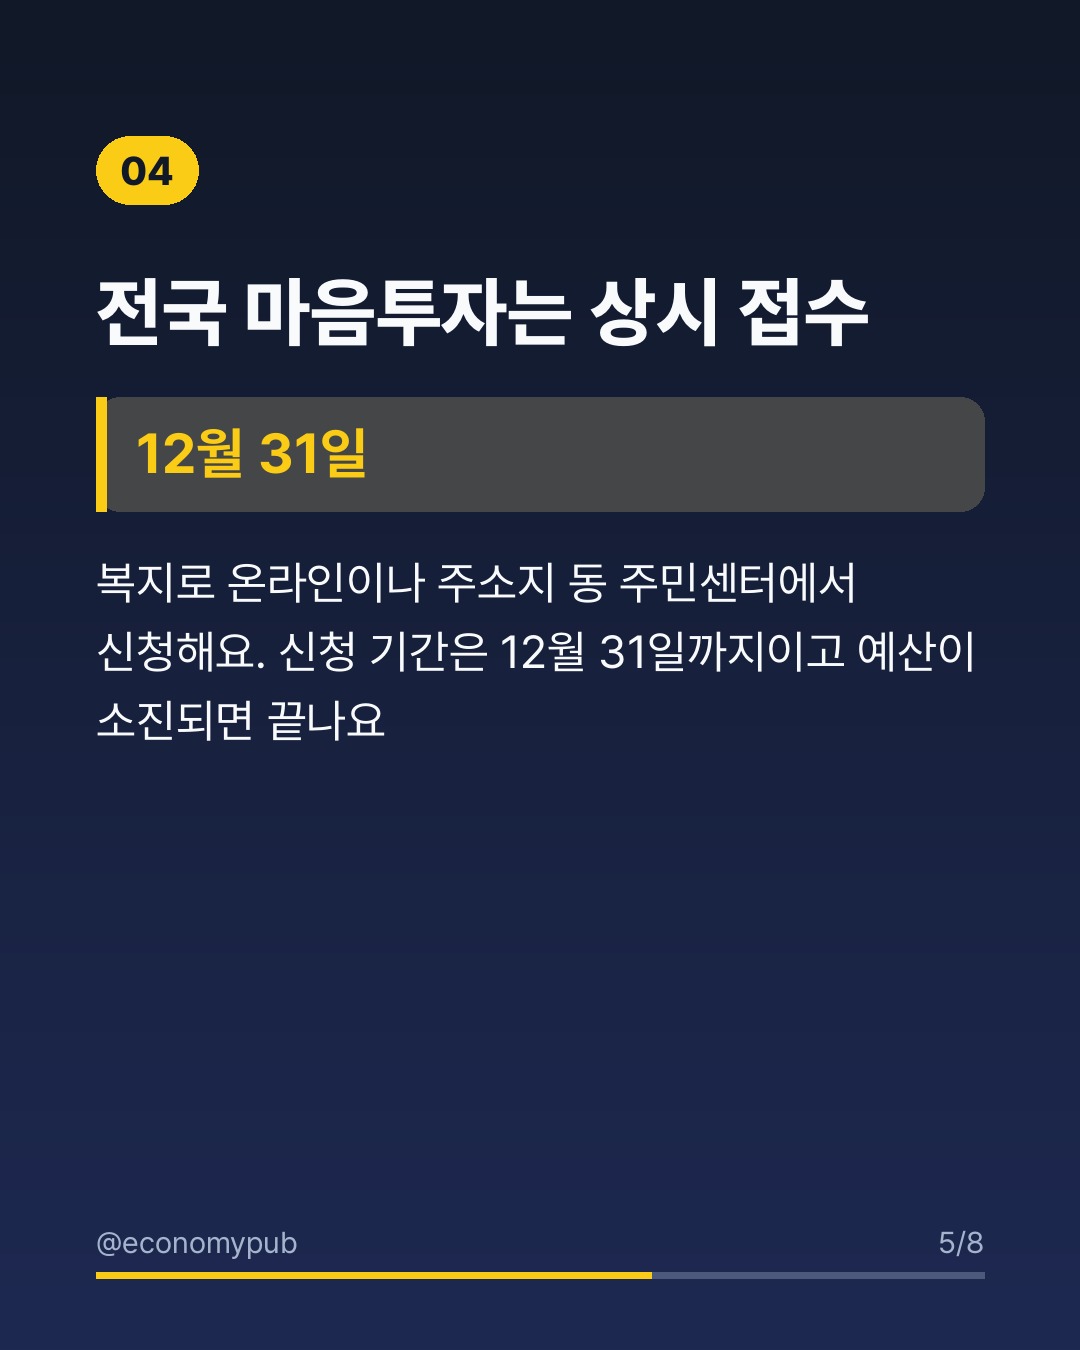 04
전국 마음투자는 상시 접수
12월 31일
복지로 온라인이나 주소지 동 주민센터에서
신청해요. 신청 기간은 12월 31일까지이고 예산이
소진되면 끝나요
@economypub
5/8